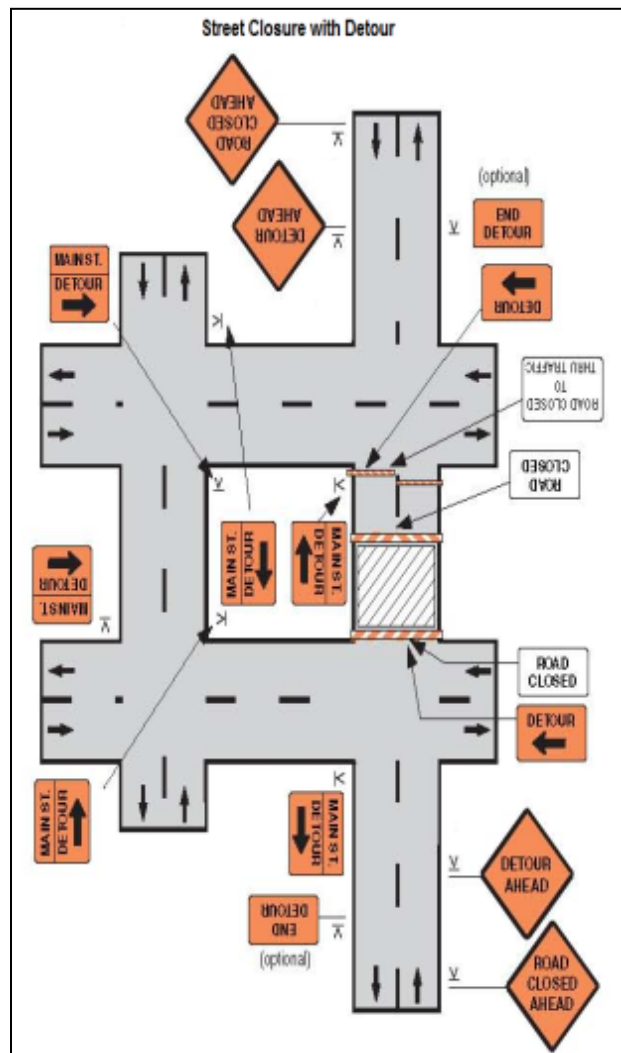 Street Closure with Detour
ROAD
CLOSED
AHEAD
DETOUR
AHEAD
(optional)
END
DETOUR
MAIN ST.
DETOUR
DETOUR
ROAD CLOSED
TO
THRU TRAFFIC
ROAD
CLOSED
MAIN ST.
DETOUR
MAIN ST.
DETOUR
MAIN ST.
DETOUR
ROAD
CLOSED
DETOUR
MAIN ST.
DETOUR
MAIN ST.
DETOUR
DETOUR
AHEAD
END
DETOUR
(optional)
ROAD
CLOSED
AHEAD